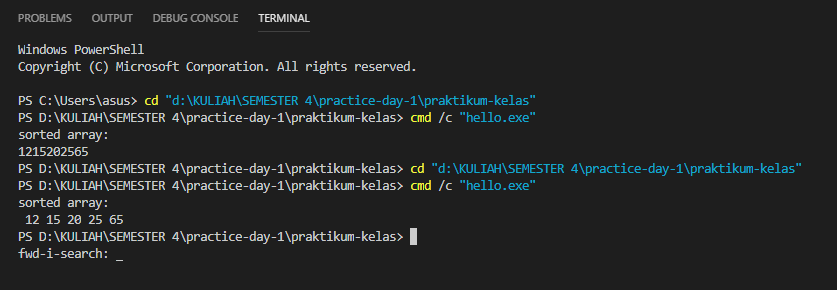 PROBLEMS OUTPUT DEBUG CONSOLE TERMINAL
Windows PowerShell
Copyright (C) Microsoft Corporation. All rights reserved.
PS C:\Users\asus> cd "d:\KULIAH\SEMESTER 4\practice-day-1\praktikum-kelas"
PS D:\KULIAH\SEMESTER 4\practice-day-1\praktikum-kelas> cmd /c "hello.exe"
sorted array:
1215202565
PS D:\KULIAH\SEMESTER 4\practice-day-1\praktikum-kelas> cd "d:\KULIAH\SEMESTER 4\practice-day-1\praktikum-kelas"
PS D:\KULIAH\SEMESTER 4\practice-day-1\praktikum-kelas> cmd /c "hello.exe"
sorted array:
 12 15 20 25 65
PS D:\KULIAH\SEMESTER 4\practice-day-1\praktikum-kelas>
fwd-i-search: _